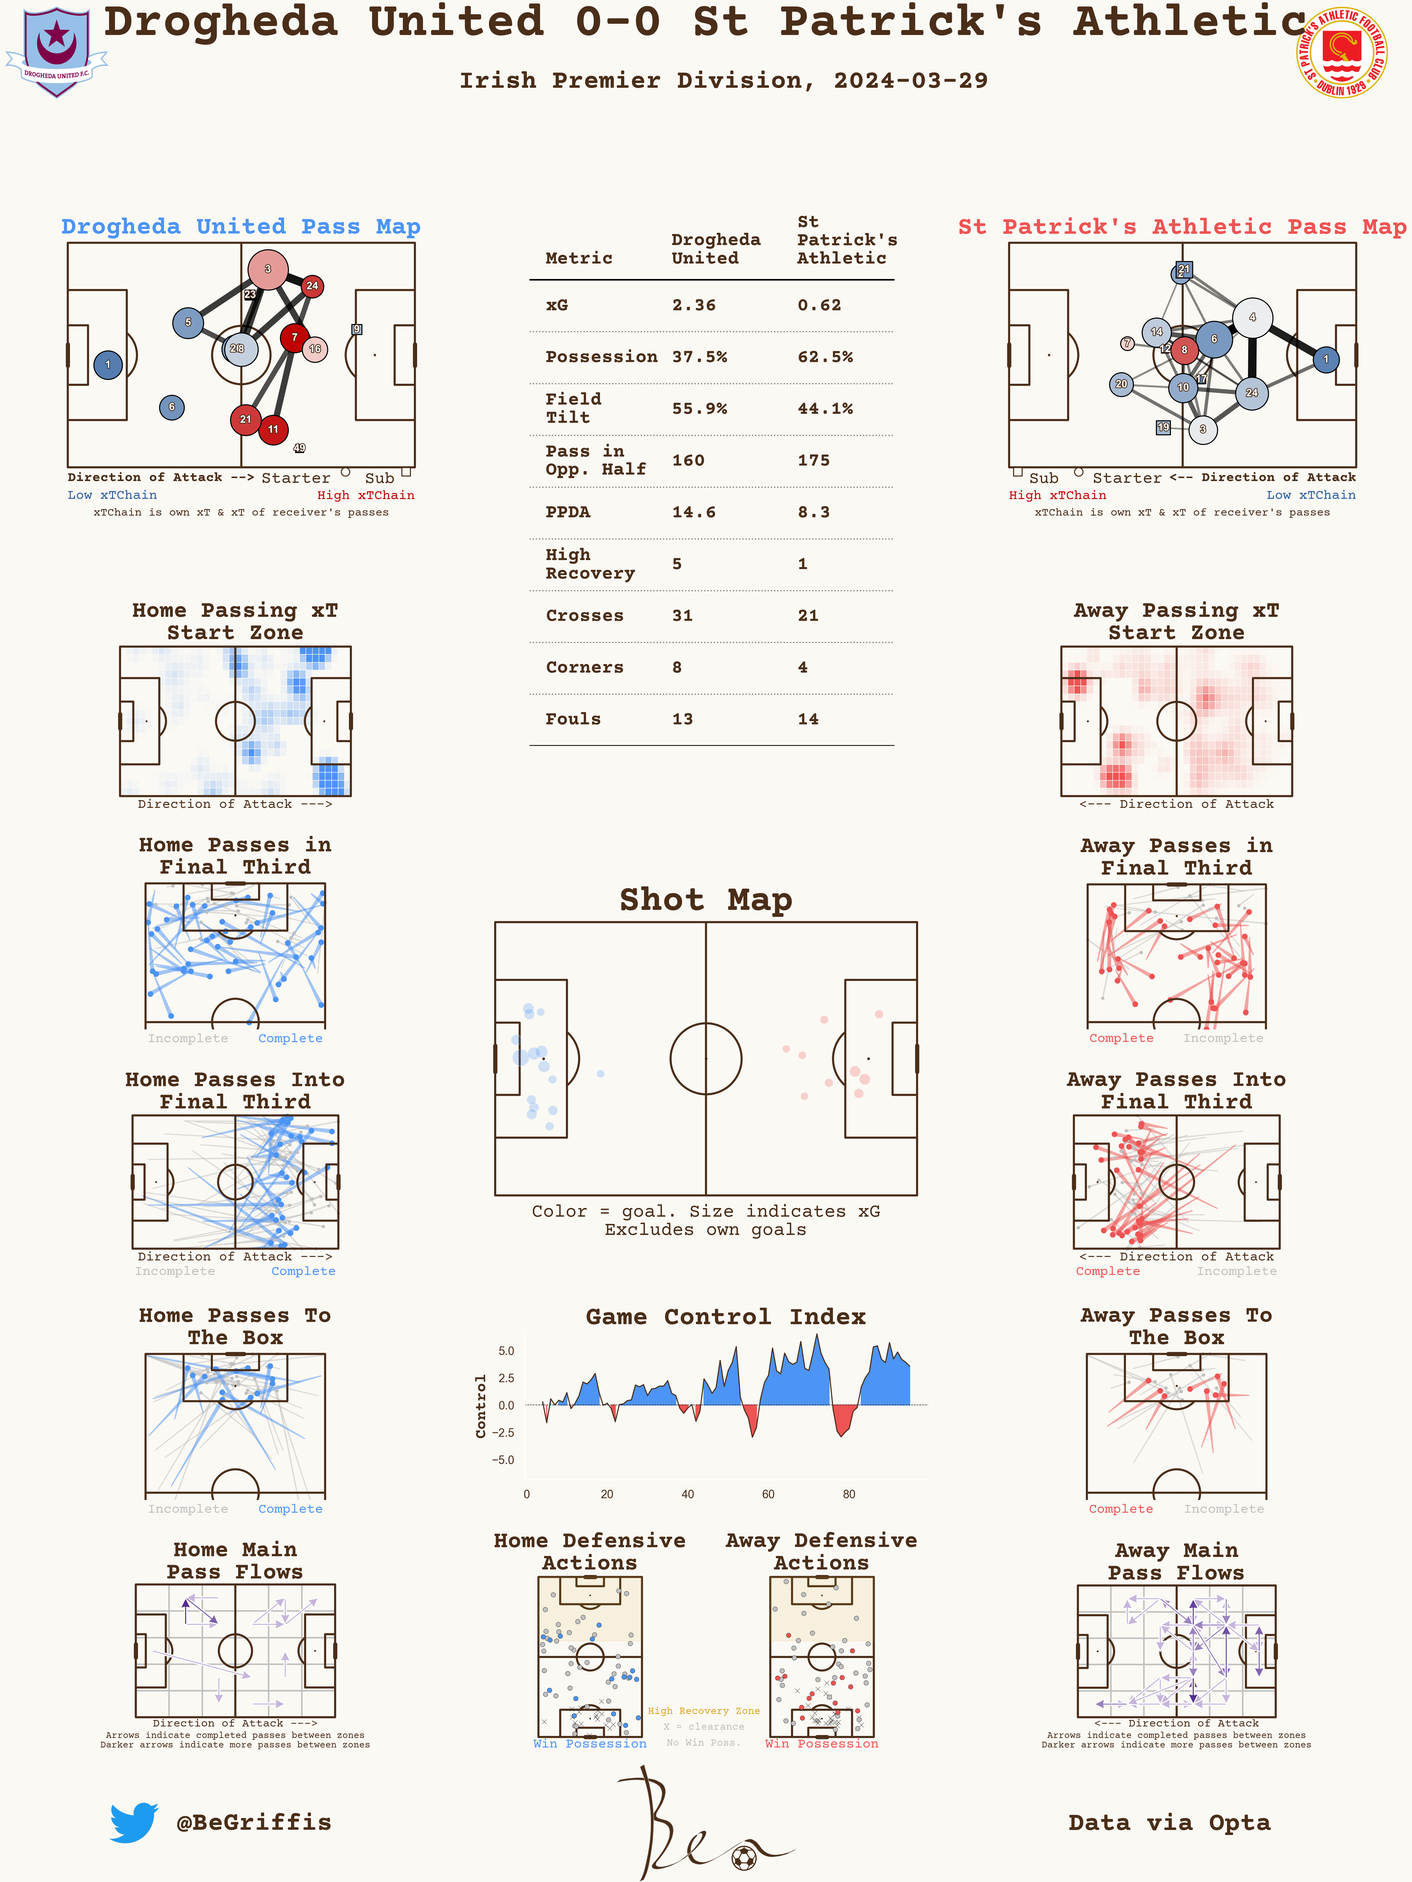 Drogheda United 0-0 St Patrick's Athletic
Irish Premier Division, 2024-03-29
DROGHEDA UNITED F.C.
ST PATRICK'S ATHLETIC FOOTBALL CLUB
DUBLIN 1929
Drogheda United Pass Map
3
24
23
5
7
9
28
16
1
6
21
11
49
Direction of Attack --> Starter Sub
Low xTChain High xTChain
xTChain is own xT & xT of receiver's passes
Metric Drogheda United St Patrick's Athletic
xG 2.36 0.62
Possession 37.5% 62.5%
Field Tilt 55.9% 44.1%
Pass in Opp. Half 160 175
PPDA 14.6 8.3
High Recovery 5 1
Crosses 31 21
Corners 8 4
Fouls 13 14
St Patrick's Athletic Pass Map
21
4
14
6
7
12
8
1
17
20
10
24
19
3
Sub Starter <-- Direction of Attack
High xTChain Low xTChain
xTChain is own xT & xT of receiver's passes
Home Passing xT
Start Zone
Direction of Attack --->
Away Passing xT
Start Zone
<--- Direction of Attack
Home Passes in
Final Third
Incomplete Complete
Away Passes in
Final Third
Complete Incomplete
Shot Map
Color = goal. Size indicates xG
Excludes own goals
Home Passes Into
Final Third
Direction of Attack --->
Incomplete Complete
Away Passes Into
Final Third
<--- Direction of Attack
Complete Incomplete
Home Passes To
The Box
Incomplete Complete
Game Control Index
Control
5.0
2.5
0.0
−2.5
−5.0
0 20 40 60 80
Away Passes To
The Box
Complete Incomplete
Home Main
Pass Flows
Direction of Attack --->
Arrows indicate completed passes between zones
Darker arrows indicate more passes between zones
Home Defensive
Actions
Win Possession
Away Defensive
Actions
Win Possession
High Recovery Zone
X = clearance
No Win Poss.
Away Main
Pass Flows
<--- Direction of Attack
Arrows indicate completed passes between zones
Darker arrows indicate more passes between zones
@BeGriffis
Ben
Data via Opta